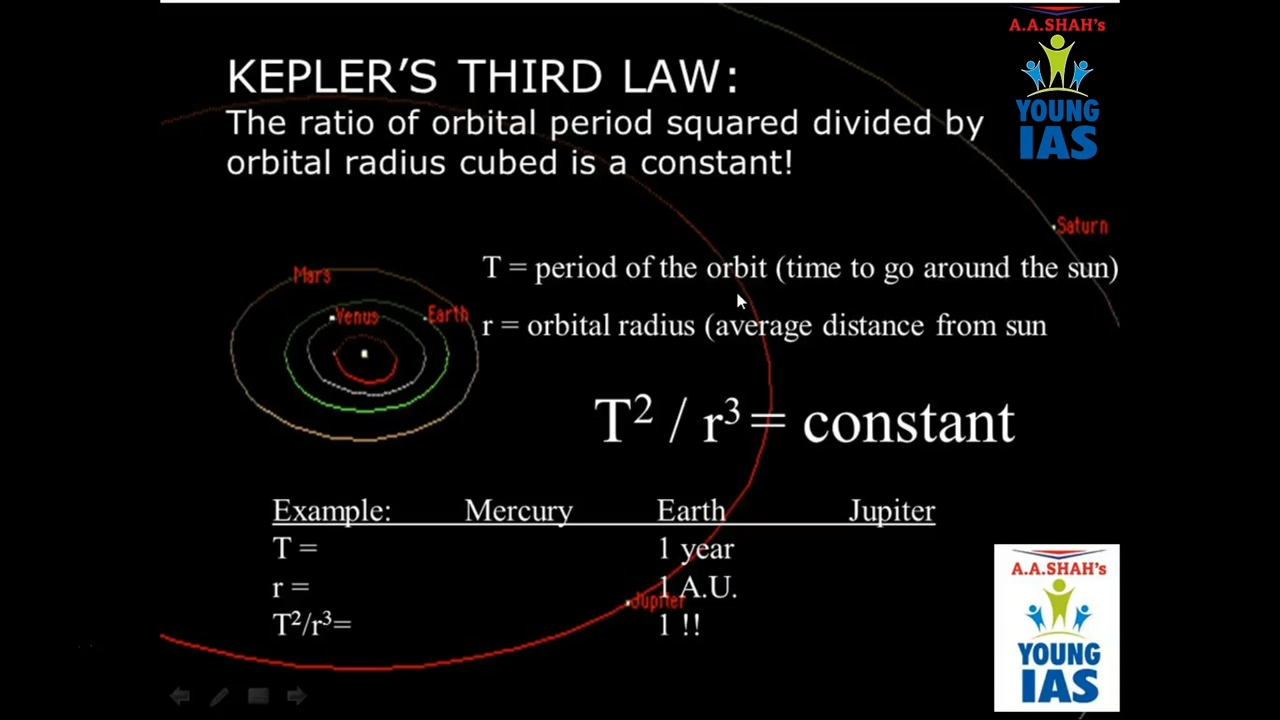 A.A.SHAH's
YOUNG
IAS
KEPLER'S THIRD LAW:
The ratio of orbital period squared divided by
orbital radius cubed is a constant!
Saturn
T = period of the orbit (time to go around the sun)
Mars
Venus
Earth
r = orbital radius (average distance from sun
T² / r³ = constant
Example: Mercury Earth Jupiter
T = 1 year
r = 1 A.U.
Jupiter
T²/r³= 1 !!
A.A.SHAH's
YOUNG
IAS